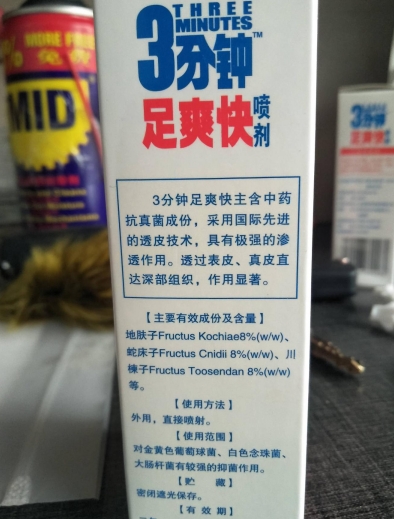 THREE
MINUTES
3分钟™
足爽快喷剂
3分钟足爽快主含中药
抗真菌成份，采用国际先进
的透皮技术，具有极强的渗
透作用。透过表皮、真皮直
达深部组织，作用显著。
【主要有效成份及含量】
地肤子Fructus Kochiae8%(w/w)、
蛇床子Fructus Cnidii 8%(w/w)、川
楝子Fructus Toosendan 8%(w/w)
等。
【使用方法】
外用，直接喷射。
【使用范围】
对金黄色葡萄球菌、白色念珠菌、
大肠杆菌有较强的抑菌作用。
【贮 藏】
密闭遮光保存。
【有 效 期】
MID
3分钟
足爽快